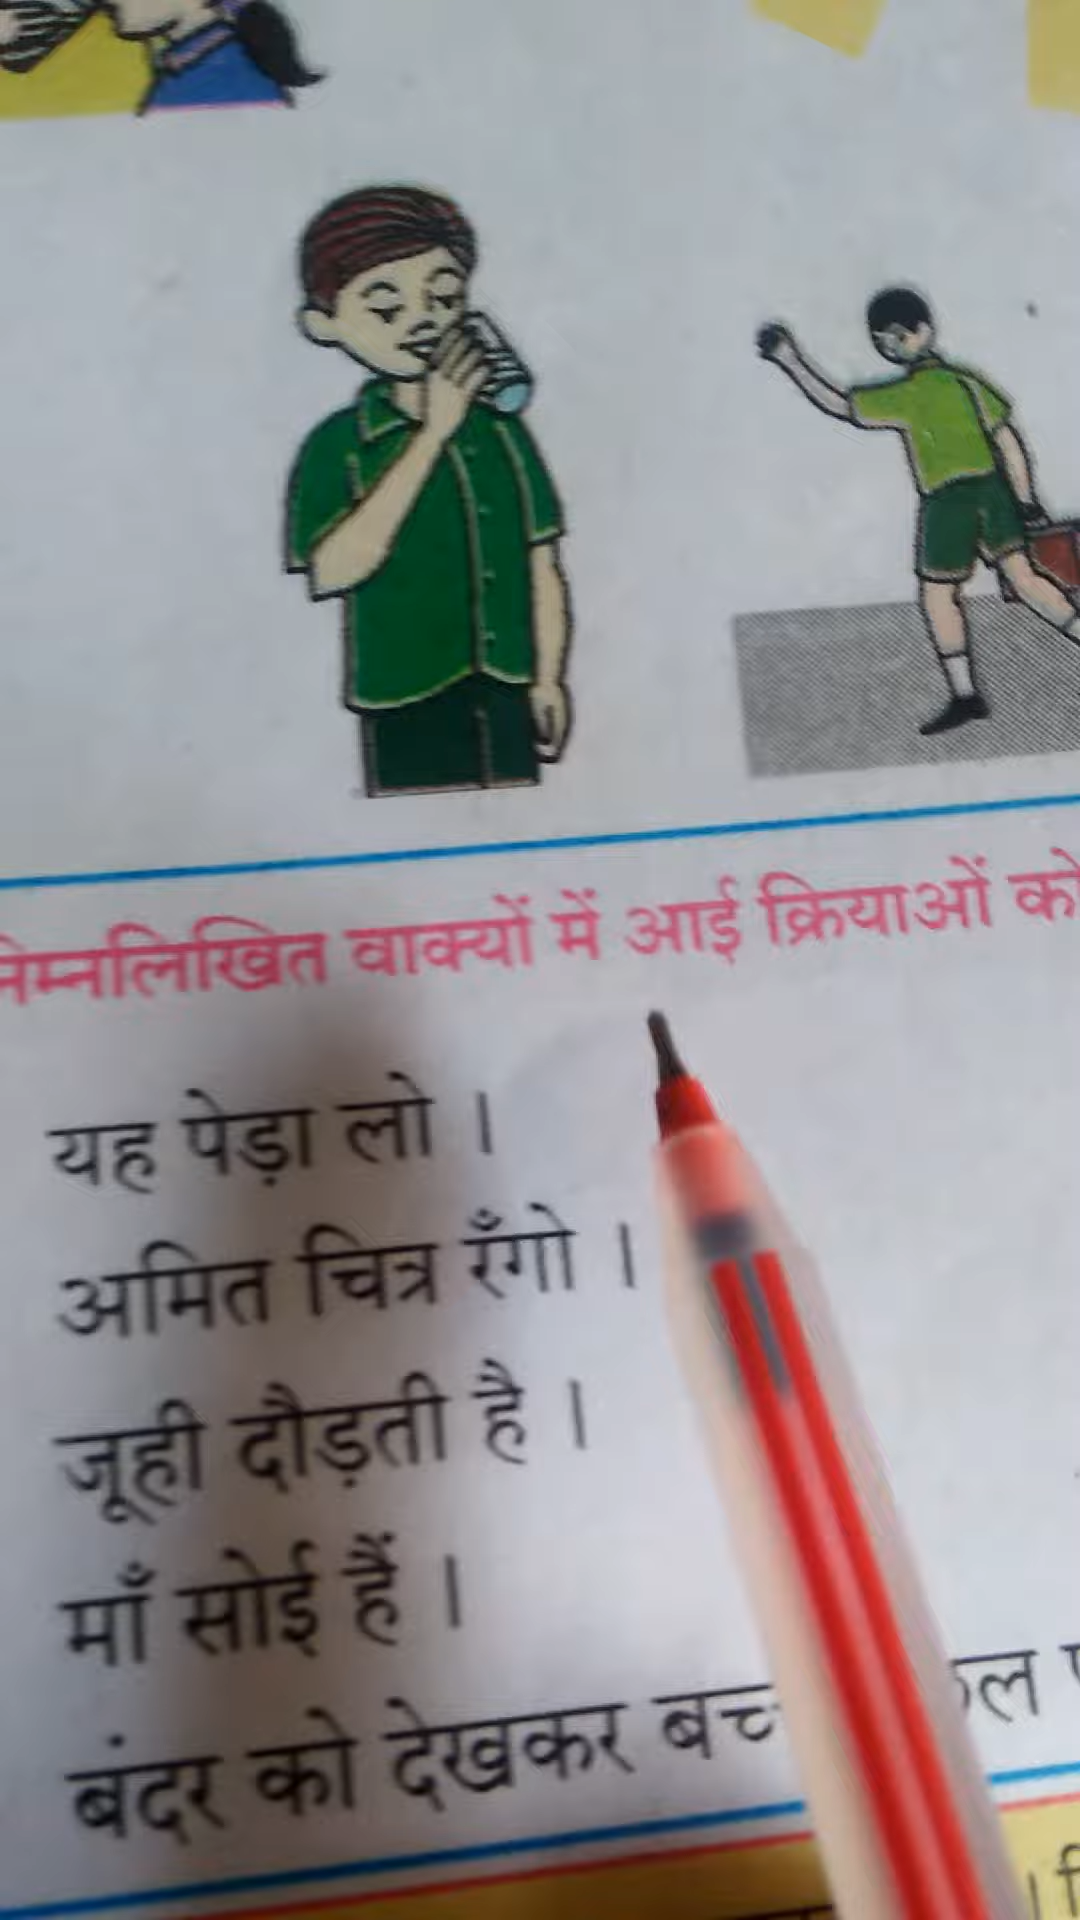 निम्नलिखित वाक्यों में आई क्रियाओं को
यह पेड़ा लो ।
अमित चित्र रँगो ।
जूही दौड़ती है ।
माँ सोई हैं ।
बंदर को देखकर